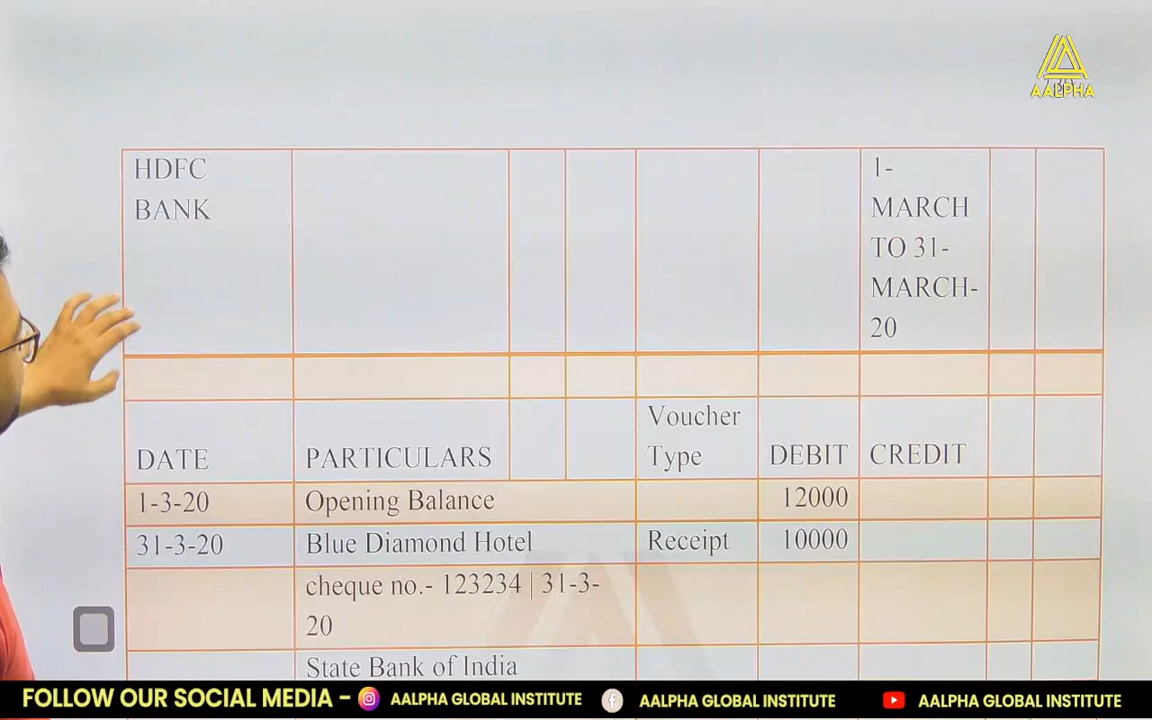 AALPHA
HDFC
BANK
1-
MARCH
TO 31-
MARCH-
20
DATE PARTICULARS Voucher Type DEBIT CREDIT
1-3-20 Opening Balance 12000
31-3-20 Blue Diamond Hotel Receipt 10000
cheque no.- 123234 | 31-3-
20
State Bank of India
FOLLOW OUR SOCIAL MEDIA – AALPHA GLOBAL INSTITUTE AALPHA GLOBAL INSTITUTE AALPHA GLOBAL INSTITUTE